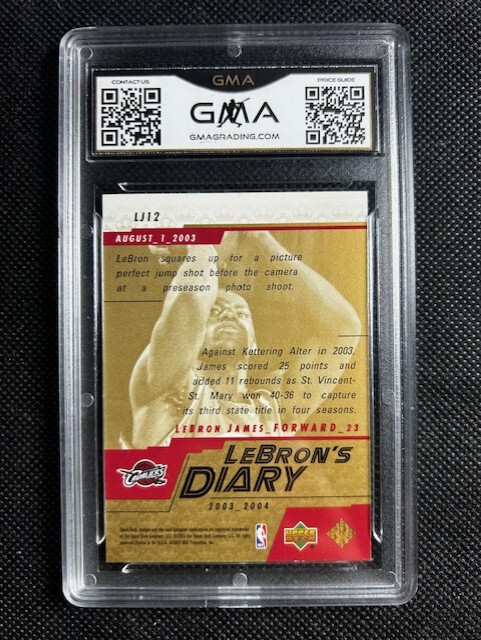 GMA
CONTACT US
PRICE GUIDE
GMA
GMAGRADING.COM
LJ12
AUGUST_1_2003
LeBron squares up for a picture
perfect jump shot before the camera
at a preseason photo shoot.
Against Kettering Alter in 2003,
James scored 25 points and
added 11 rebounds as St. Vincent-
St. Mary won 40-36 to capture
its third state title in four seasons.
LEBRON JAMES_FORWARD_23
CAVALIERS
LEBRON'S
DIARY
2003_2004
NBA
UPPER
DECK